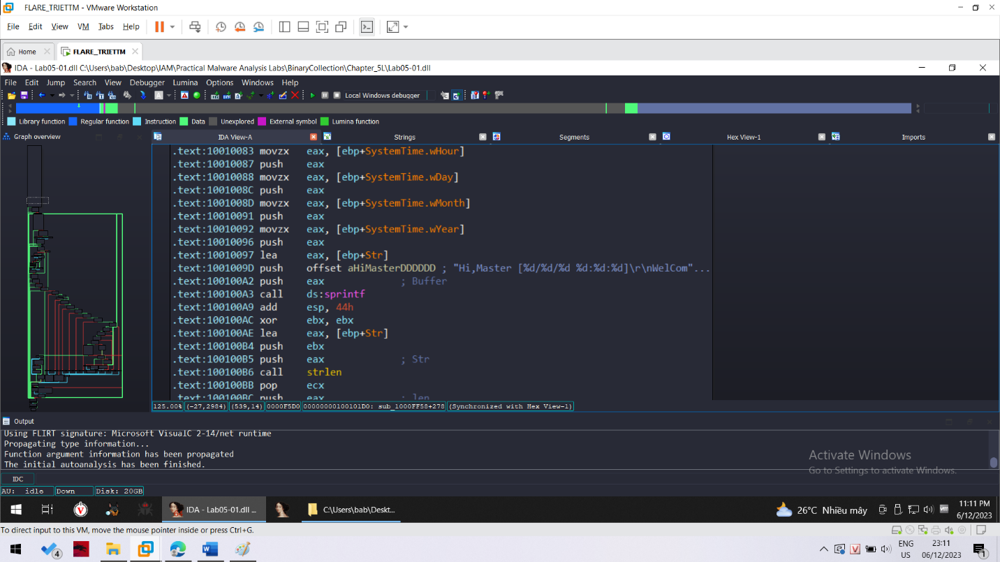 FLARE_TRIETTM - VMware Workstation
File Edit View VM Tabs Help
Home FLARE_TRIETTM
IDA - Lab05-01.dll C:\Users\bab\Desktop\IAM\Practical Malware Analysis Labs\BinaryCollection\Chapter_5L\Lab05-01.dll
File Edit Jump Search View Debugger Lumina Options Windows Help
Local Windows debugger
Library function Regular function Instruction Data Unexplored External symbol Lumina function
Graph overview IDA View-A Strings Segments Hex View-1 Imports
.text:10010083 movzx eax, [ebp+SystemTime.wHour]
.text:10010087 push eax
.text:10010088 movzx eax, [ebp+SystemTime.wDay]
.text:1001008C push eax
.text:1001008D movzx eax, [ebp+SystemTime.wMonth]
.text:10010091 push eax
.text:10010092 movzx eax, [ebp+SystemTime.wYear]
.text:10010096 push eax
.text:10010097 lea eax, [ebp+Str]
.text:1001009D push offset aHiMasterDDDDDD ; "Hi,Master [%d/%d/%d %d:%d:%d]\r\nWelCom"...
.text:100100A2 push eax ; Buffer
.text:100100A3 call ds:sprintf
.text:100100A9 add esp, 44h
.text:100100AC xor ebx, ebx
.text:100100AE lea eax, [ebp+Str]
.text:100100B4 push ebx
.text:100100B5 push eax ; Str
.text:100100B6 call strlen
.text:100100BB pop ecx
.text:100100BC push eax ; len
125.00% (-27,2984) (539,14) 0000F5D0 00000000100101D0: sub_1000FF58+278 (Synchronized with Hex View-1)
Output
Using FLIRT signature: Microsoft VisualC 2-14/net runtime
Propagating type information...
Function argument information has been propagated
The initial autoanalysis has been finished.
Activate Windows
Go to Settings to activate Windows.
IDC
AU: idle Down Disk: 20GB
IDA - Lab05-01.dll ... C:\Users\bab\Deskt... 26°C Nhiều mây 11:11 PM
6/12/2023
To direct input to this VM, move the mouse pointer inside or press Ctrl+G.
4 ENG 23:11
US 06/12/2023 1